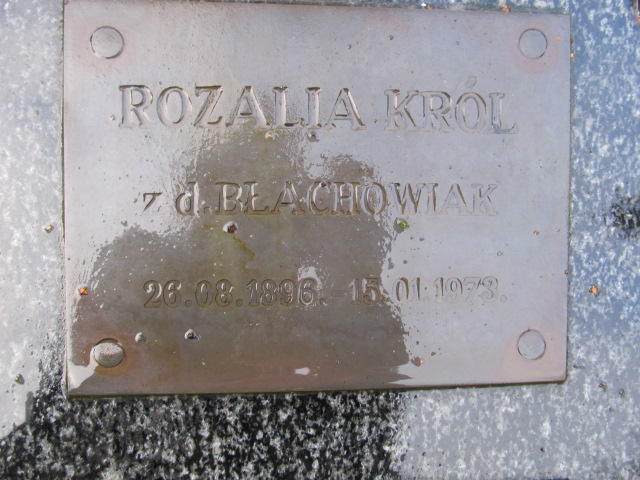 ROZALIA KRÓL
z d. BŁACHOWIAK
26.08.1896. - 15.01.1973.